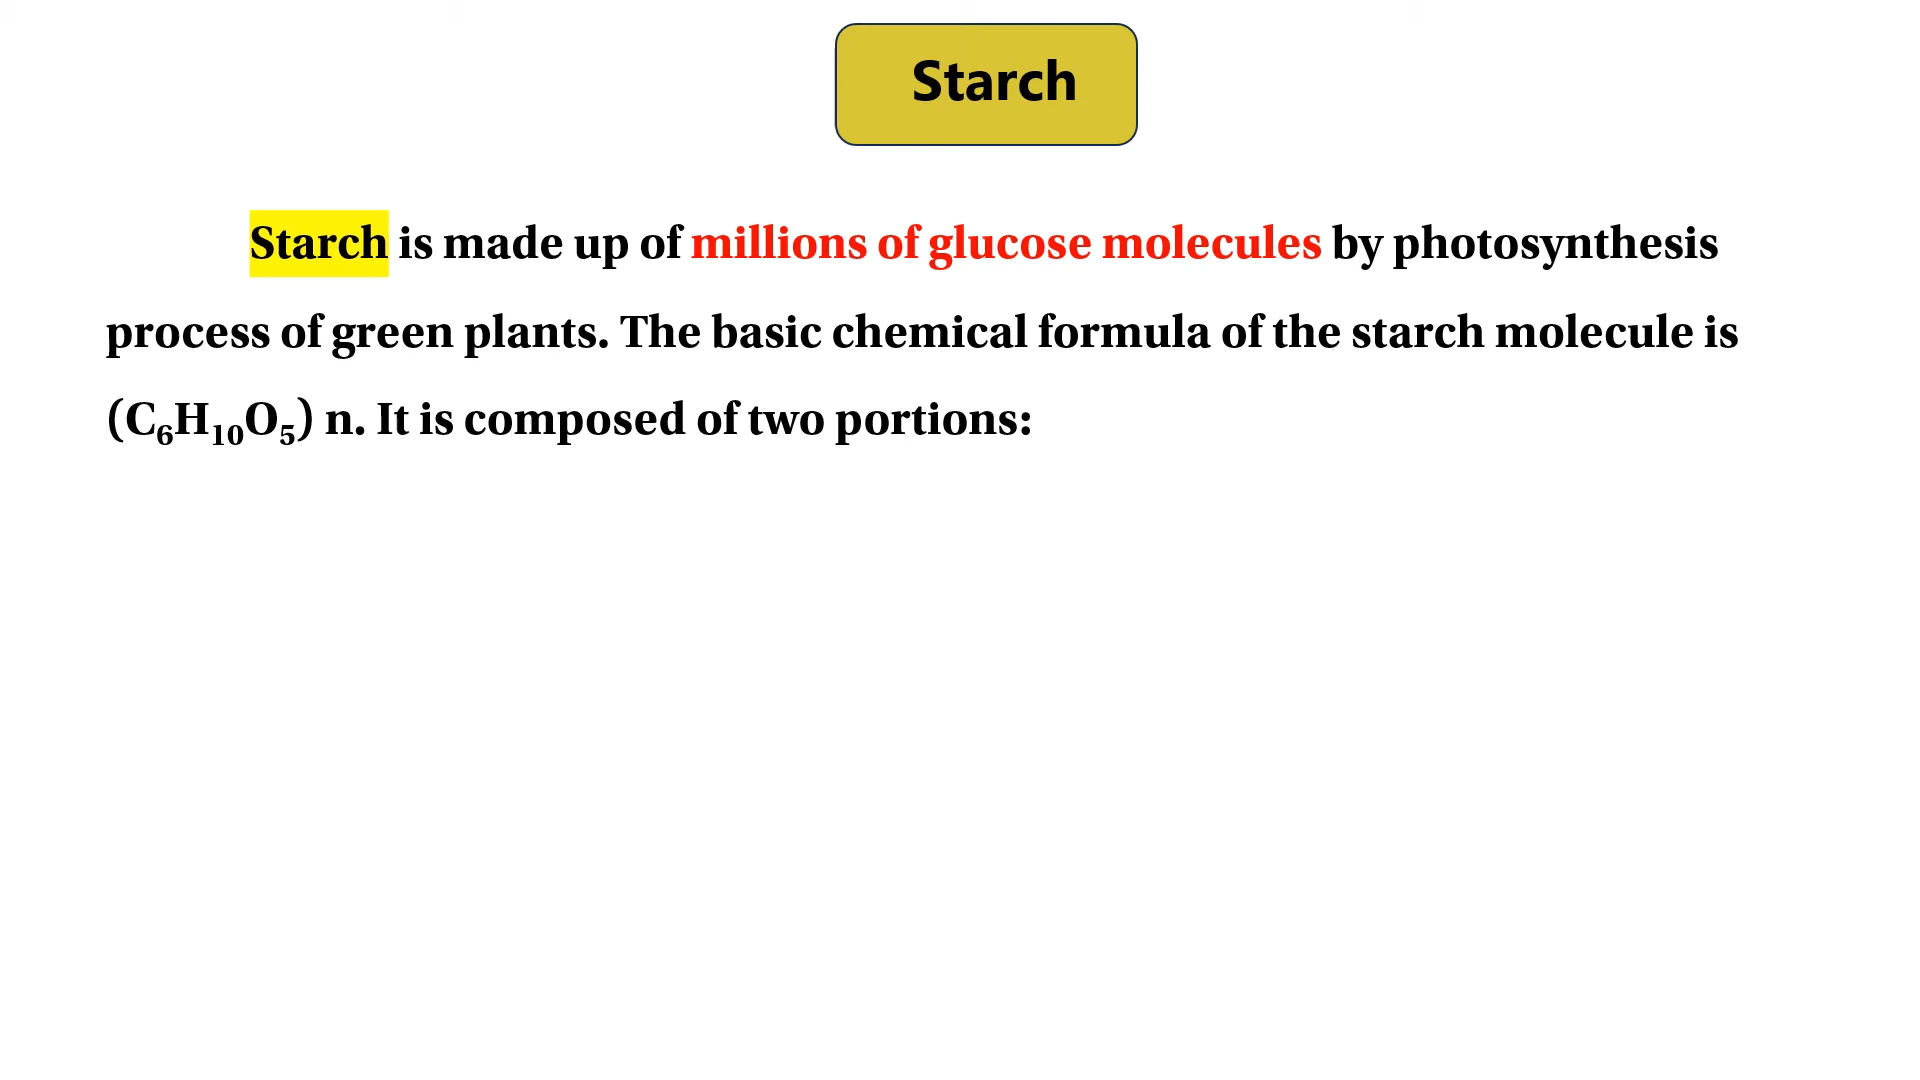 Starch
Starch is made up of millions of glucose molecules by photosynthesis
process of green plants. The basic chemical formula of the starch molecule is
(C₆H₁₀O₅) n. It is composed of two portions: